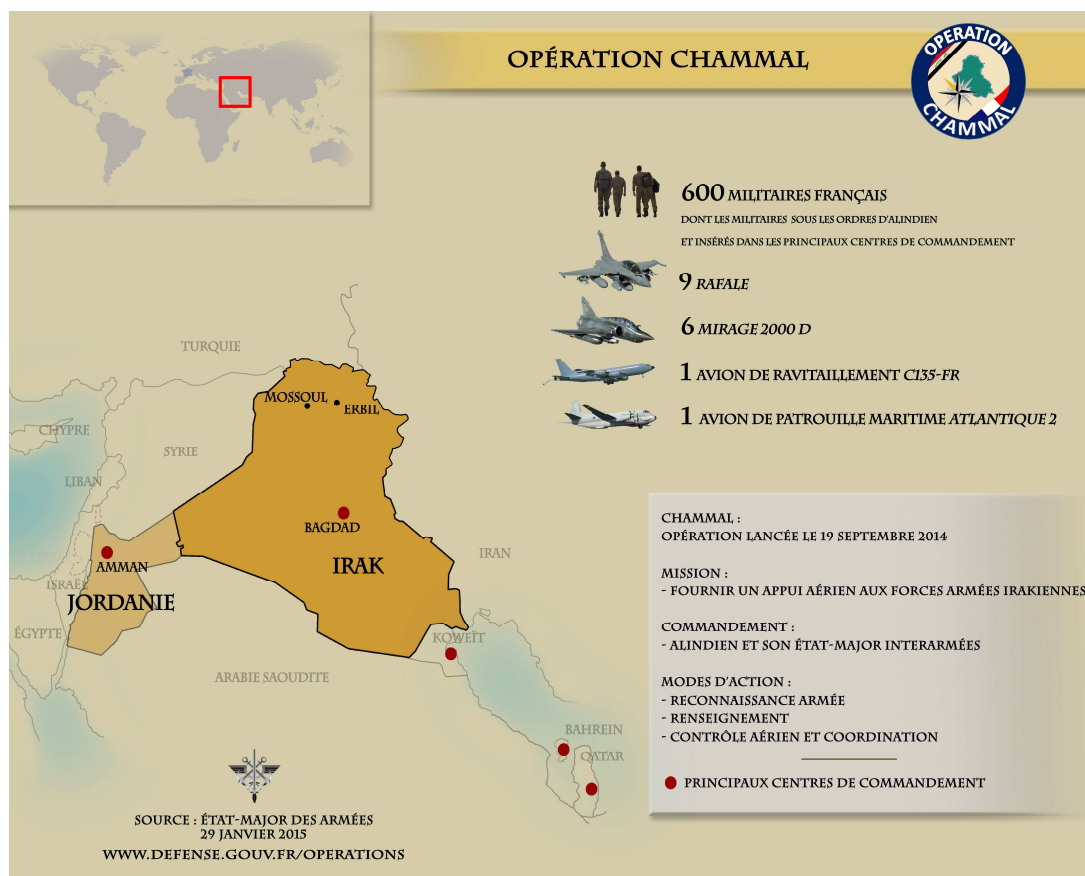 OPÉRATION CHAMMAL
OPERATION
CHAMMAL
600 MILITAIRES FRANÇAIS
DONT LES MILITAIRES SOUS LES ORDRES D'ALINDIEN
ET INSÉRÉS DANS LES PRINCIPAUX CENTRES DE COMMANDEMENT
9 RAFALE
6 MIRAGE 2000 D
1 AVION DE RAVITAILLEMENT C135-FR
1 AVION DE PATROUILLE MARITIME ATLANTIQUE 2
TURQUIE
MOSSOUL
ERBIL
CHYPRE
SYRIE
LIBAN
BAGDAD
IRAK
IRAN
AMMAN
ISRAËL
JORDANIE
ÉGYPTE
KOWEÏT
ARABIE SAOUDITE
BAHREIN
QATAR
CHAMMAL :
OPÉRATION LANCÉE LE 19 SEPTEMBRE 2014
MISSION :
- FOURNIR UN APPUI AÉRIEN AUX FORCES ARMÉES IRAKIENNES
COMMANDEMENT :
- ALINDIEN ET SON ÉTAT-MAJOR INTERARMÉES
MODES D'ACTION :
- RECONNAISSANCE ARMÉE
- RENSEIGNEMENT
- CONTRÔLE AÉRIEN ET COORDINATION
PRINCIPAUX CENTRES DE COMMANDEMENT
SOURCE : ÉTAT-MAJOR DES ARMÉES
29 JANVIER 2015
WWW.DEFENSE.GOUV.FR/OPERATIONS